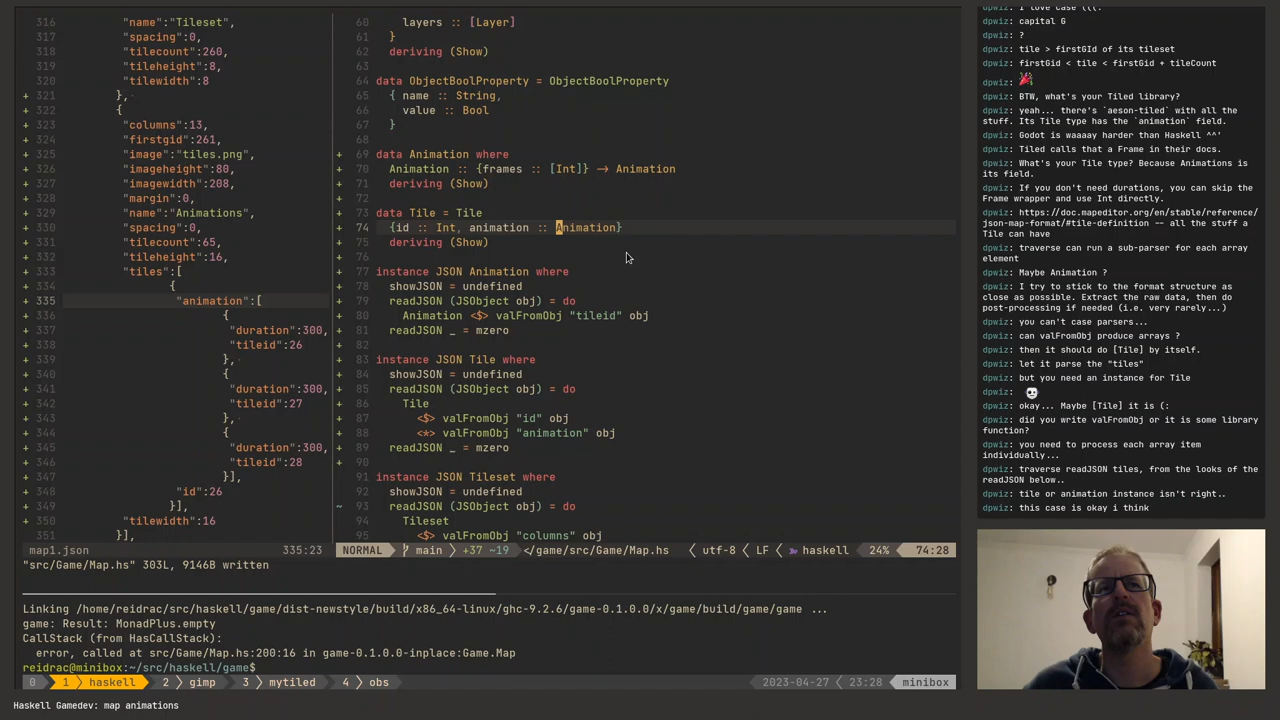 316 "name":"Tileset",
317 "spacing":0,
318 "tilecount":260,
319 "tileheight":8,
320 "tilewidth":8
+ 321 },
+ 322 {
+ 323 "columns":13,
+ 324 "firstgid":261,
+ 325 "image":"tiles.png",
+ 326 "imageheight":80,
+ 327 "imagewidth":208,
+ 328 "margin":0,
+ 329 "name":"Animations",
+ 330 "spacing":0,
+ 331 "tilecount":65,
+ 332 "tileheight":16,
+ 333 "tiles":[
+ 334 {
+ 335 "animation":[
+ 336 {
+ 337 "duration":300,
+ 338 "tileid":26
+ 339 },
+ 340 {
+ 341 "duration":300,
+ 342 "tileid":27
+ 343 },
+ 344 {
+ 345 "duration":300,
+ 346 "tileid":28
+ 347 }],
+ 348 "id":26
+ 349 }],
+ 350 "tilewidth":16
351 }],
map1.json 335:23
60 layers :: [Layer]
61 }
62 deriving (Show)
63
64 data ObjectBoolProperty = ObjectBoolProperty
65 { name :: String,
66 value :: Bool
67 }
68
+ 69 data Animation where
+ 70 Animation :: {frames :: [Int]} → Animation
+ 71 deriving (Show)
+ 72
+ 73 data Tile = Tile
+ 74 {id :: Int, animation :: Animation}
+ 75 deriving (Show)
+ 76
+ 77 instance JSON Animation where
+ 78 showJSON = undefined
+ 79 readJSON (JSObject obj) = do
+ 80 Animation <$> valFromObj "tileid" obj
+ 81 readJSON _ = mzero
+ 82
+ 83 instance JSON Tile where
+ 84 showJSON = undefined
+ 85 readJSON (JSObject obj) = do
+ 86 Tile
+ 87 <$> valFromObj "id" obj
+ 88 <*> valFromObj "animation" obj
+ 89 readJSON _ = mzero
+ 90
91 instance JSON Tileset where
92 showJSON = undefined
~ 93 readJSON (JSObject obj) = do
94 Tileset
95 <$> valFromObj "columns" obj
NORMAL main +37 ~19 </game/src/Game/Map.hs utf-8 < LF haskell 24% 74:28
"src/Game/Map.hs" 303L, 9146B written
Linking /home/reidrac/src/haskell/game/dist-newstyle/build/x86_64-linux/ghc-9.2.6/game-0.1.0.0/x/game/build/game/game ...
game: Result: MonadPlus.empty
CallStack (from HasCallStack):
error, called at src/Game/Map.hs:200:16 in game-0.1.0.0-inplace:Game.Map
reidrac@minibox:~/src/haskell/game$
0 1 haskell 2 gimp 3 mytiled 4 obs 2023-04-27 23:28 minibox
Haskell Gamedev: map animations
dpwiz: I love case (((:
dpwiz: capital G
dpwiz: ?
dpwiz: tile > firstGId of its tileset
dpwiz: firstGid < tile < firstGid + tileCount
dpwiz: 🎉
dpwiz: BTW, what's your Tiled library?
dpwiz: yeah... there's `aeson-tiled` with all the
stuff. Its Tile type has the `animation` field.
dpwiz: Godot is waaaay harder than Haskell ^^'
dpwiz: Tiled calls that a Frame in their docs.
dpwiz: What's your Tile type? Because Animations is
its field.
dpwiz: If you don't need durations, you can skip the
Frame wrapper and use Int directly.
dpwiz: https://doc.mapeditor.org/en/stable/reference/
json-map-format/#tile-definition -- all the stuff a
Tile can have
dpwiz: traverse can run a sub-parser for each array
element
dpwiz: Maybe Animation ?
dpwiz: I try to stick to the format structure as
close as possible. Extract the raw data, then do
post-processing if needed (i.e. very rarely...)
dpwiz: you can't case parsers...
dpwiz: can valFromObj produce arrays ?
dpwiz: then it should do [Tile] by itself.
dpwiz: let it parse the "tiles"
dpwiz: but you need an instance for Tile
dpwiz:
dpwiz: okay... Maybe [Tile] it is (:
dpwiz: did you write valFromObj or it is some library
function?
dpwiz: you need to process each array item
individually...
dpwiz: traverse readJSON tiles, from the looks of the
readJSON below..
dpwiz: tile or animation instance isn't right..
dpwiz: this case is okay i think